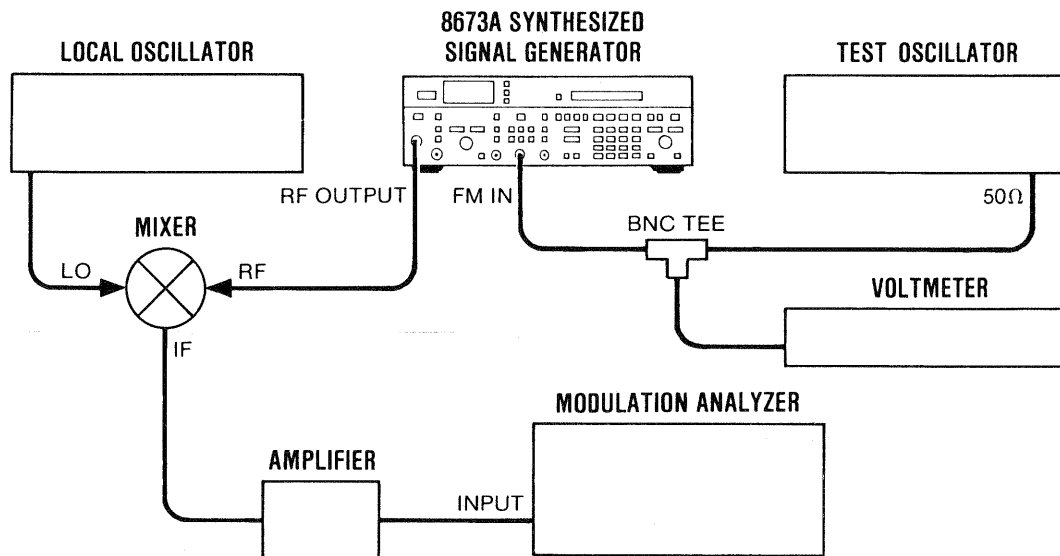 8673A SYNTHESIZED
SIGNAL GENERATOR
LOCAL OSCILLATOR
TEST OSCILLATOR
RF OUTPUT
FM IN
50Ω
BNC TEE
MIXER
LO
RF
VOLTMETER
IF
MODULATION ANALYZER
AMPLIFIER
INPUT